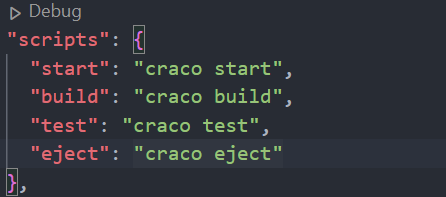 Debug
"scripts": {
"start": "craco start",
"build": "craco build",
"test": "craco test",
"eject": "craco eject"
},